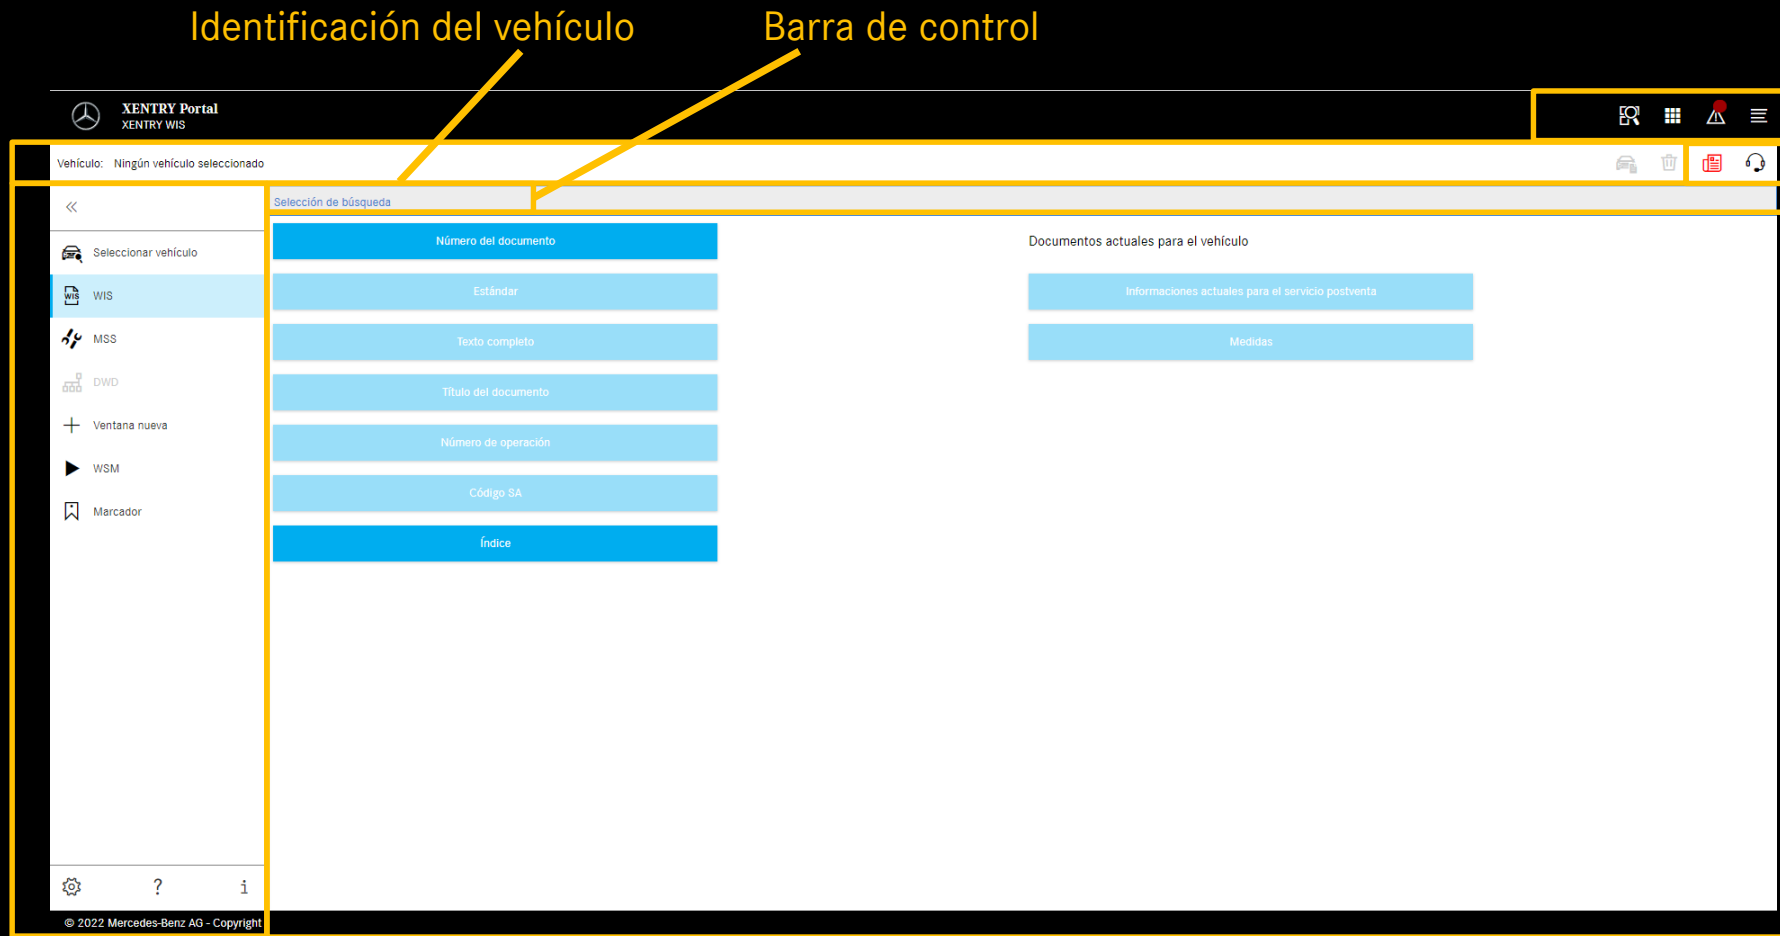 Identificación del vehículo
Barra de control
XENTRY Portal
XENTRY WIS
Vehículo: Ningún vehículo seleccionado
Selección de búsqueda
Seleccionar vehículo
WIS
WIS
MSS
DWD
Ventana nueva
WSM
Marcador
Número del documento
Estándar
Texto completo
Título del documento
Número de operación
Código SA
Índice
Documentos actuales para el vehículo
Informaciones actuales para el servicio postventa
Medidas
? i
© 2022 Mercedes-Benz AG - Copyright